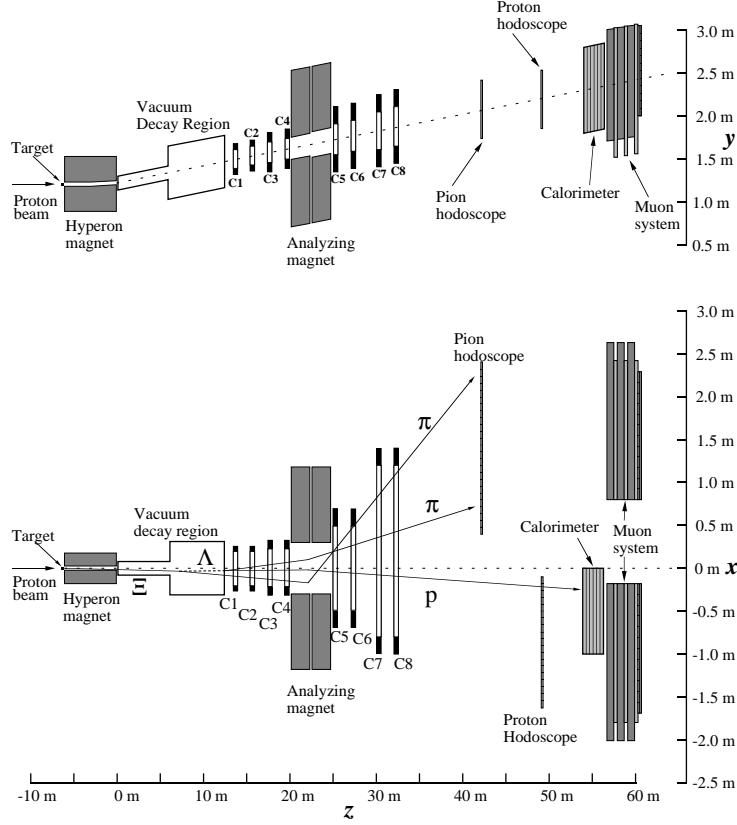 Proton
hodoscope
3.0 m
2.5 m
2.0 m
y
1.5 m
1.0 m
0.5 m
Vacuum
Decay Region
C4
C2
C1
C3
C5
C6
C7
C8
Target
Proton
beam
Hyperon
magnet
Analyzing
magnet
Pion
hodoscope
Calorimeter
Muon
system
3.0 m
2.5 m
2.0 m
1.5 m
1.0 m
0.5 m
0 m
x
-0.5 m
-1.0 m
-1.5 m
-2.0 m
-2.5 m
Pion
hodoscope
π
π
Vacuum
decay region
Target
Λ
Ξ
Proton
beam
Hyperon
magnet
C1
C2
C3
C4
C5
C6
C7
C8
p
Calorimeter
Muon
system
Analyzing
magnet
Proton
Hodoscope
-10 m
0 m
10 m
20 m
z
30 m
40 m
50 m
60 m